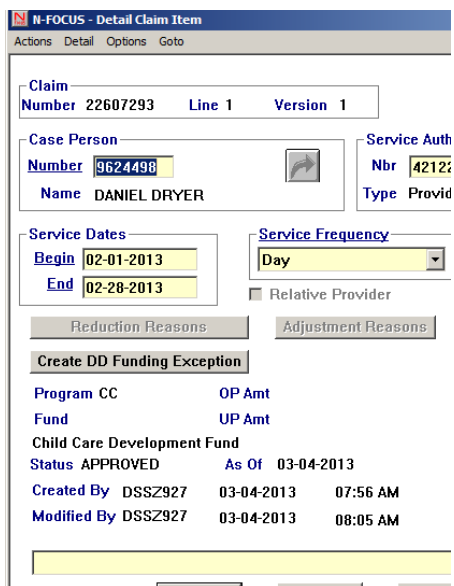 N-FOCUS - Detail Claim Item
Actions Detail Options Goto
Claim
Number 22607293 Line 1 Version 1
Case Person
Service Auth
Number 9624498
Nbr 42122
Name DANIEL DRYER
Type Provid
Service Dates
Service Frequency
Begin 02-01-2013
Day
End 02-28-2013
Relative Provider
Reduction Reasons Adjustment Reasons
Create DD Funding Exception
Program CC OP Amt
Fund UP Amt
Child Care Development Fund
Status APPROVED As Of 03-04-2013
Created By DSSZ927 03-04-2013 07:56 AM
Modified By DSSZ927 03-04-2013 08:05 AM